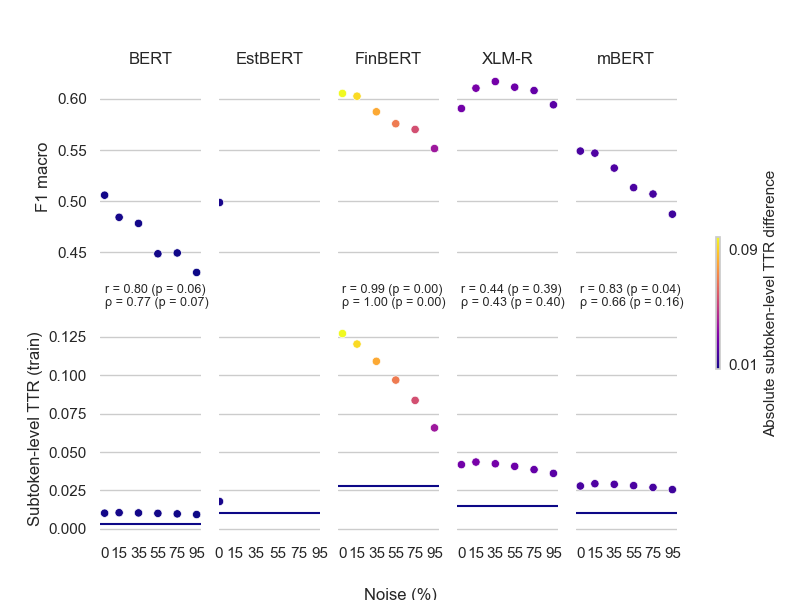 BERT EstBERT FinBERT XLM-R mBERT
F1 macro
0.60
0.55
0.50
0.45
r = 0.80 (p = 0.06) r = 0.99 (p = 0.00) r = 0.44 (p = 0.39) r = 0.83 (p = 0.04)
ρ = 0.77 (p = 0.07) ρ = 1.00 (p = 0.00) ρ = 0.43 (p = 0.40) ρ = 0.66 (p = 0.16)
Subtoken-level TTR (train)
0.125
0.100
0.075
0.050
0.025
0.000
0 15 35 55 75 95 0 15 35 55 75 95 0 15 35 55 75 95 0 15 35 55 75 95 0 15 35 55 75 95
Noise (%)
0.09
0.01
Absolute subtoken-level TTR difference